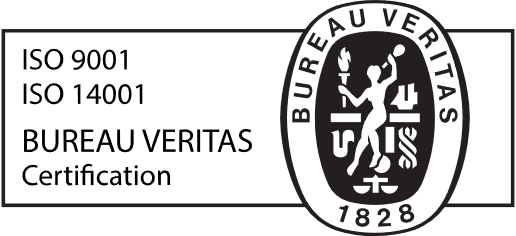 ISO 9001
ISO 14001
BUREAU VERITAS
Certification
BUREAU VERITAS
1828